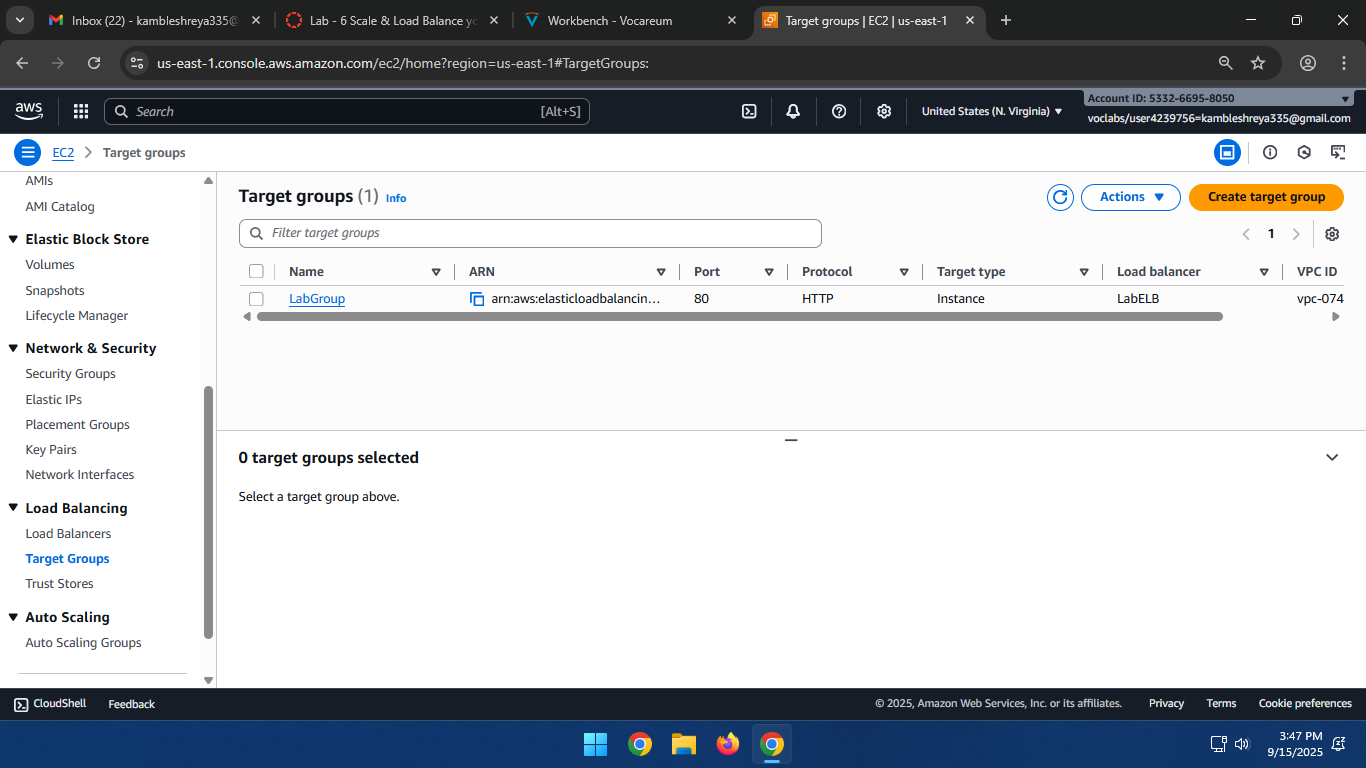 Inbox (22) - kambleshreya335@
Lab - 6 Scale & Load Balance yo
Workbench - Vocareum
Target groups | EC2 | us-east-1
us-east-1.console.aws.amazon.com/ec2/home?region=us-east-1#TargetGroups:
aws
Search
[Alt+S]
United States (N. Virginia)
Account ID: 5332-6695-8050
voclabs/user4239756=kambleshreya335@gmail.com
EC2
Target groups
AMIs
AMI Catalog
Elastic Block Store
Volumes
Snapshots
Lifecycle Manager
Network & Security
Security Groups
Elastic IPs
Placement Groups
Key Pairs
Network Interfaces
Load Balancing
Load Balancers
Target Groups
Trust Stores
Auto Scaling
Auto Scaling Groups
Target groups (1) Info
Actions
Create target group
Filter target groups
1
Name ARN Port Protocol Target type Load balancer VPC ID
LabGroup arn:aws:elasticloadbalancin... 80 HTTP Instance LabELB vpc-074
0 target groups selected
Select a target group above.
CloudShell
Feedback
© 2025, Amazon Web Services, Inc. or its affiliates.
Privacy
Terms
Cookie preferences
3:47 PM
9/15/2025